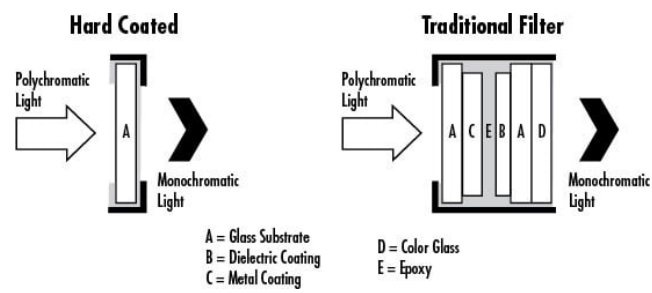 Hard Coated
Traditional Filter
Polychromatic
Light
A
Monochromatic
Light
Polychromatic
Light
A C E B A D
Monochromatic
Light
A = Glass Substrate
B = Dielectric Coating
C = Metal Coating
D = Color Glass
E = Epoxy